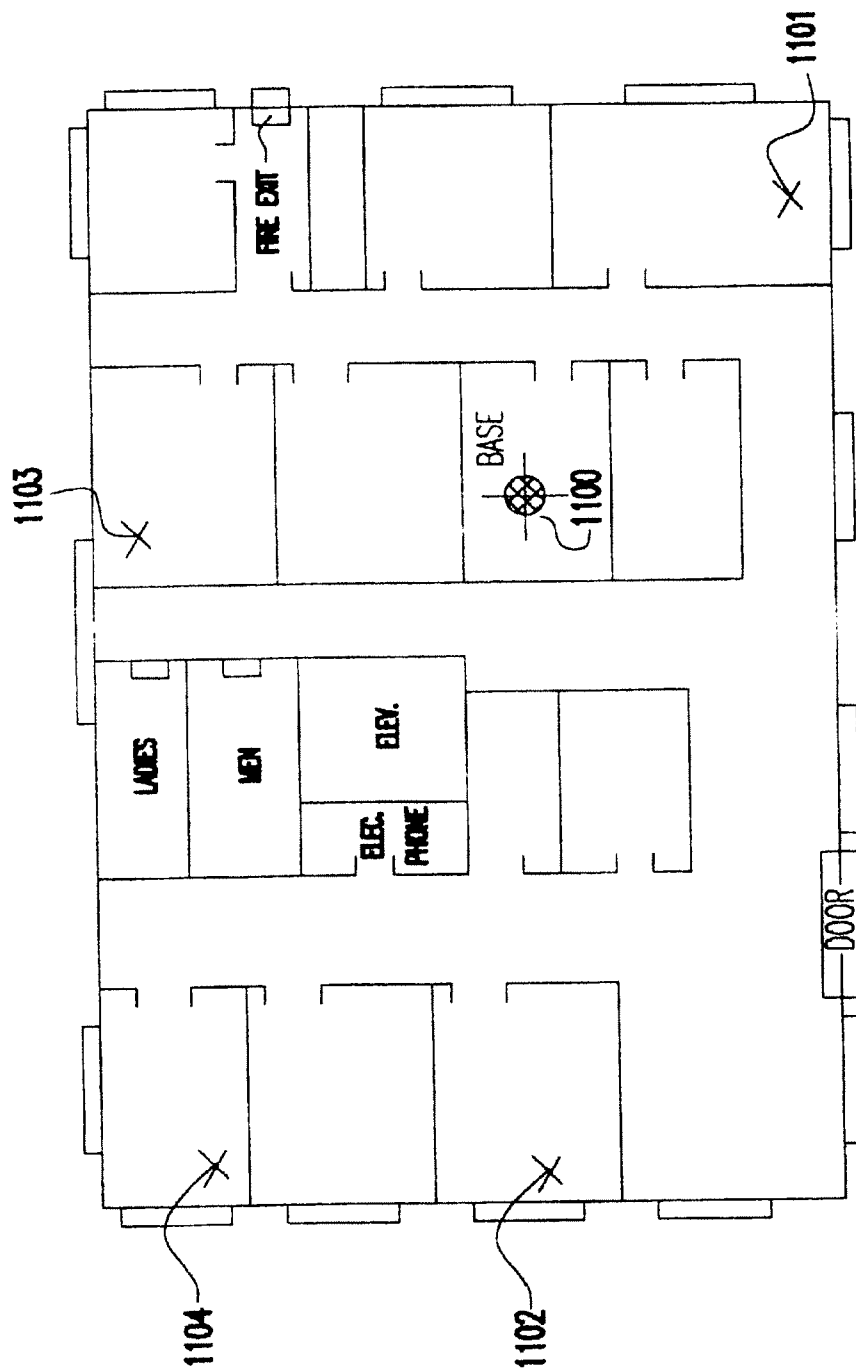 1104
1102
LADIES
MEN
ELEC.
PHONE
ELEV.
DOOR
1103
BASE
1100
FIRE EXIT
1101